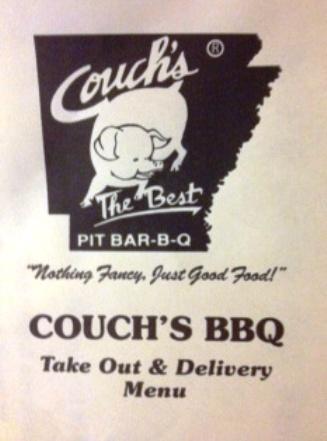 Couch's ®
The Best
PIT BAR-B-Q
"Nothing Fancy, Just Good Food!"
COUCH'S BBQ
Take Out & Delivery
Menu